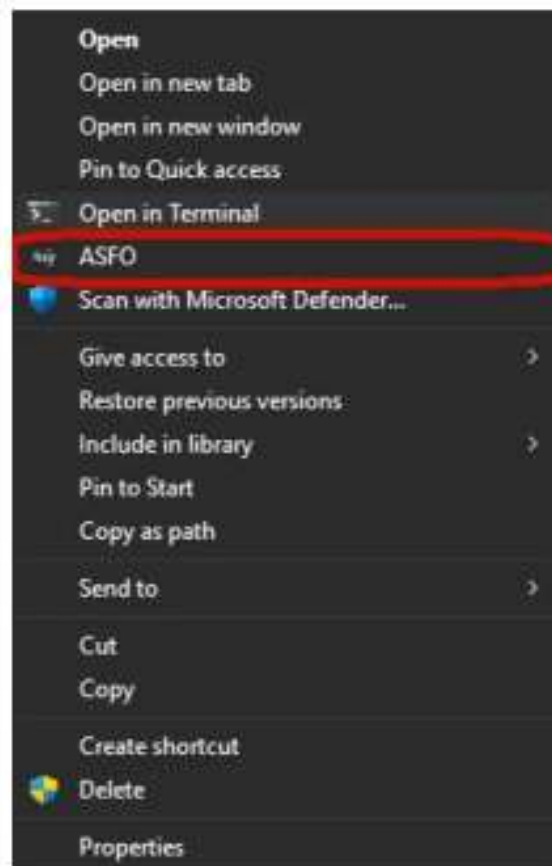 Open
Open in new tab
Open in new window
Pin to Quick access
Open in Terminal
ASFO
Scan with Microsoft Defender...
Give access to
Restore previous versions
Include in library
Pin to Start
Copy as path
Send to
Cut
Copy
Create shortcut
Delete
Properties